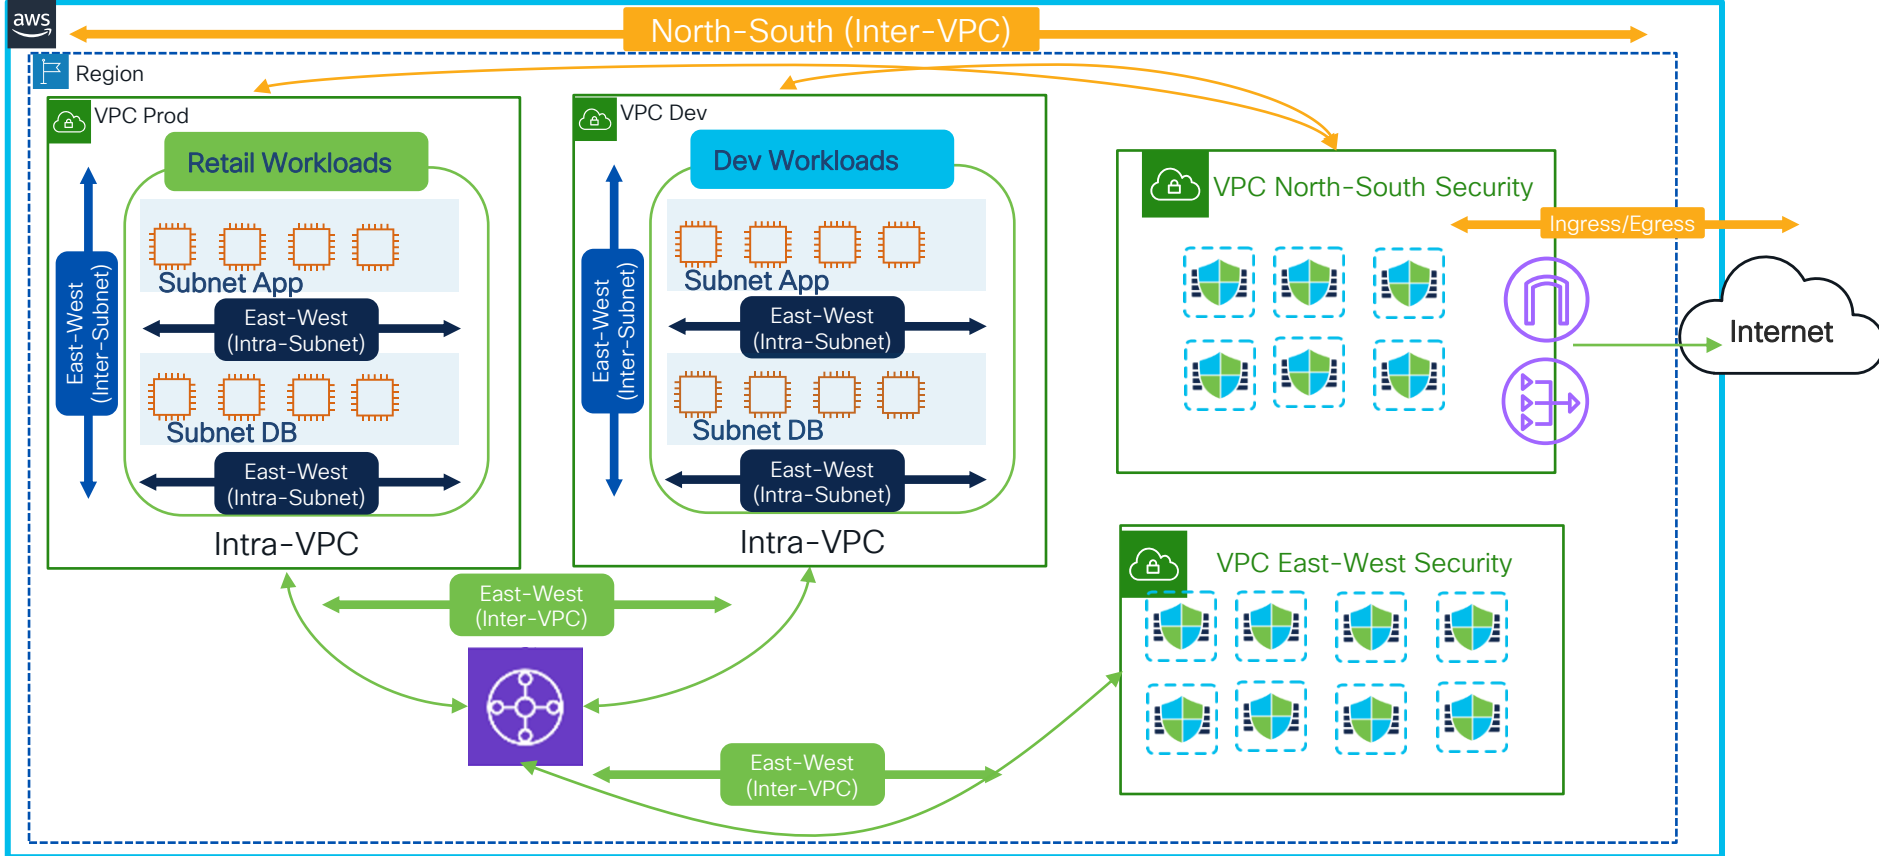 aws
North-South (Inter-VPC)
Region
VPC Prod
Retail Workloads
East-West
(Inter-Subnet)
Subnet App
East-West
(Intra-Subnet)
Subnet DB
East-West
(Intra-Subnet)
Intra-VPC
VPC Dev
Dev Workloads
East-West
(Inter-Subnet)
Subnet App
East-West
(Intra-Subnet)
Subnet DB
East-West
(Intra-Subnet)
Intra-VPC
VPC North-South Security
Ingress/Egress
Internet
East-West
(Inter-VPC)
VPC East-West Security
East-West
(Inter-VPC)